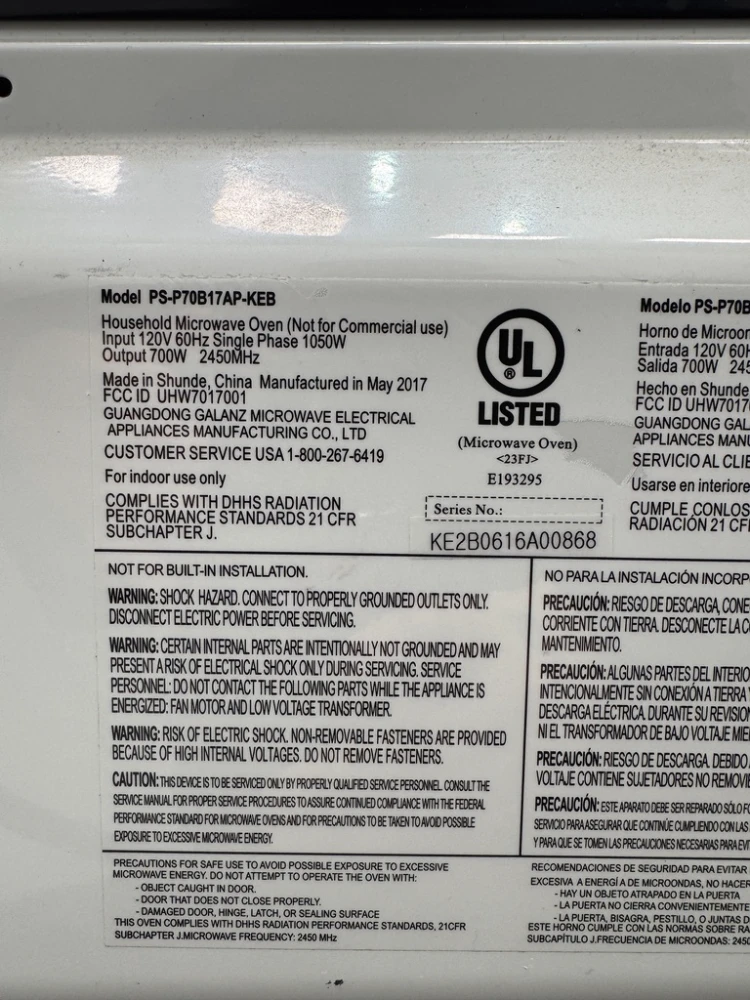 Model PS-P70B17AP-KEB
Household Microwave Oven (Not for Commercial use)
Input 120V 60Hz Single Phase 1050W
Output 700W 2450MHz
Made in Shunde, China Manufactured in May 2017
FCC ID UHW7017001
GUANGDONG GALANZ MICROWAVE ELECTRICAL
APPLIANCES MANUFACTURING CO., LTD
CUSTOMER SERVICE USA 1-800-267-6419
For indoor use only
COMPLIES WITH DHHS RADIATION
PERFORMANCE STANDARDS 21 CFR
SUBCHAPTER J.
UL
®
LISTED
(Microwave Oven)
<23FJ>
E193295
Series No.:
KE2B0616A00868
Modelo PS-P70B
Horno de Microon
Entrada 120V 60H
Salida 700W 245
Hecho en Shunde
FCC ID UHW7017
GUANGDONG GAL
APPLIANCES MANU
SERVICIO AL CLIE
Usarse en interiore
CUMPLE CONLOS
RADIACIÓN 21 CF
NOT FOR BUILT-IN INSTALLATION.
WARNING: SHOCK HAZARD. CONNECT TO PROPERLY GROUNDED OUTLETS ONLY.
DISCONNECT ELECTRIC POWER BEFORE SERVICING.
WARNING: CERTAIN INTERNAL PARTS ARE INTENTIONALLY NOT GROUNDED AND MAY
PRESENT A RISK OF ELECTRICAL SHOCK ONLY DURING SERVICING. SERVICE
PERSONNEL: DO NOT CONTACT THE FOLLOWING PARTS WHILE THE APPLIANCE IS
ENERGIZED: FAN MOTOR AND LOW VOLTAGE TRANSFORMER.
WARNING: RISK OF ELECTRIC SHOCK. NON-REMOVABLE FASTENERS ARE PROVIDED
BECAUSE OF HIGH INTERNAL VOLTAGES. DO NOT REMOVE FASTENERS.
CAUTION: THIS DEVICE IS TO BE SERVICED ONLY BY PROPERLY QUALIFIED SERVICE PERSONNEL. CONSULT THE
SERVICE MANUAL FOR PROPER SERVICE PROCEDURES TO ASSURE CONTINUED COMPLIANCE WITH THE FEDERAL
PERFORMANCE STANDARD FOR MICROWAVE OVENS AND FOR PRECAUTIONS TO BE TAKEN TO AVOID POSSIBLE
EXPOSURE TO EXCESSIVE MICROWAVE ENERGY.
NO PARA LA INSTALACIÓN INCORP
PRECAUCIÓN: RIESGO DE DESCARGA, CONE
CORRIENTE CON TIERRA. DESCONECTE LA CO
MANTENIMIENTO.
PRECAUCIÓN: ALGUNAS PARTES DEL INTERIO
INTENCIONALMENTE SIN CONEXIÓN A TIERRA Y
DESCARGA ELÉCTRICA DURANTE SU REVISIÓN
NI EL TRANSFORMADOR DE BAJO VOLTAJE MIE
PRECAUCIÓN: RIESGO DE DESCARGA. DEBIDO
VOLTAJE CONTIENE SUJETADORES NO REMOVI
PRECAUCIÓN: ESTE APARATO DEBE SER REPARADO SÓLO
SERVICIO PARA ASEGURAR QUE CONTINÚE CUMPLIENDO CON LAS
Y PARA QUE SE TOMEN LAS PRECAUCIONES NECESARIAS PARA EVIT
PRECAUTIONS FOR SAFE USE TO AVOID POSSIBLE EXPOSURE TO EXCESSIVE
MICROWAVE ENERGY. DO NOT ATTEMPT TO OPERATE THE OVEN WITH:
- OBJECT CAUGHT IN DOOR.
- DOOR THAT DOES NOT CLOSE PROPERLY.
- DAMAGED DOOR, HINGE, LATCH, OR SEALING SURFACE
THIS OVEN COMPLIES WITH DHHS RADIATION PERFORMANCE STANDARDS, 21CFR
SUBCHAPTER J.MICROWAVE FREQUENCY: 2450 MHz
RECOMENDACIONES DE SEGURIDAD PARA EVITAR
EXCESIVA A ENERGÍA DE MICROONDAS, NO HACER
- HAY UN OBJETO ATRAPADO EN LA PUERTA
- LA PUERTA NO CIERRA CONVENIENTEMENTE
- LA PUERTA, BISAGRA, PESTILLO, O JUNTAS D
ESTE HORNO CUMPLE CON LAS NORMAS SOBRE RA
SUBCAPÍTULO J.FRECUENCIA DE MICROONDAS: 2450